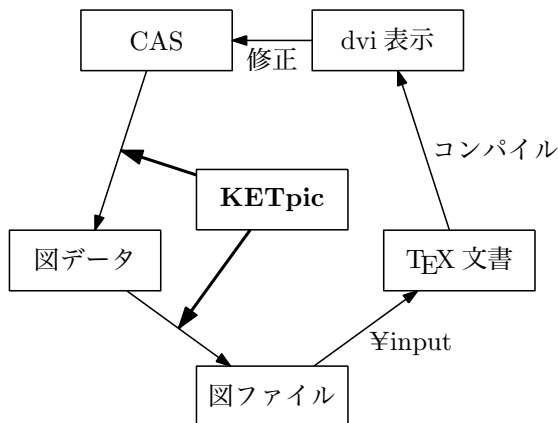 CAS
dvi 表示
修正
コンパイル
KETpic
図データ
TEX 文書
¥input
図ファイル